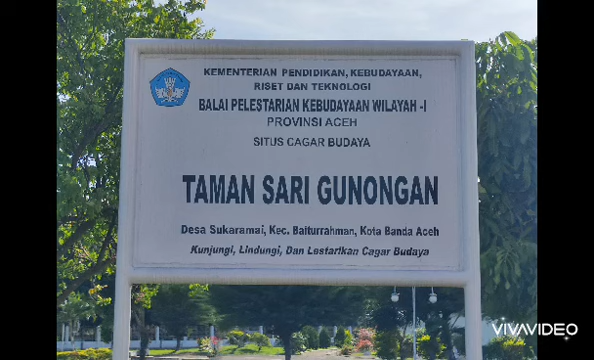 KEMENTERIAN PENDIDIKAN, KEBUDAYAAN,
RISET DAN TEKNOLOGI
BALAI PELESTARIAN KEBUDAYAAN WILAYAH -I
PROVINSI ACEH
SITUS CAGAR BUDAYA
TAMAN SARI GUNONGAN
Desa Sukaramai, Kec. Baiturrahman, Kota Banda Aceh
Kunjungi, Lindungi, Dan Lestarikan Cagar Budaya
VIVAVIDEO